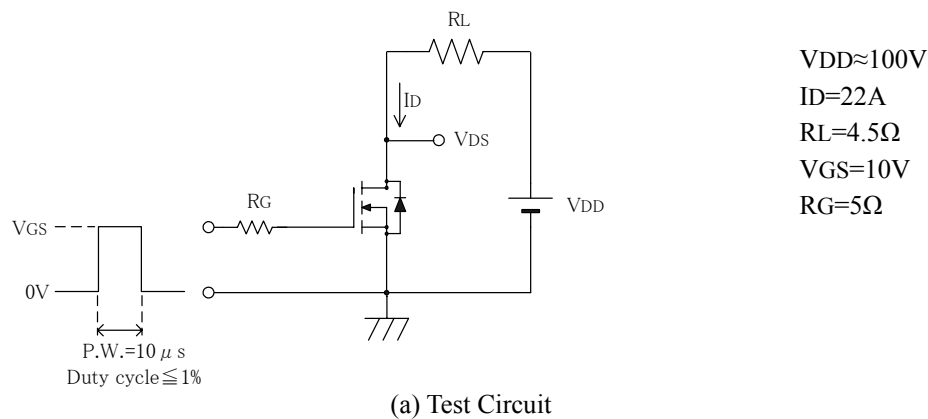 RL
VDD≈100V
ID=22A
RL=4.5Ω
VGS=10V
RG=5Ω
ID
VDS
RG
VDD
VGS
0V
P.W.=10μs
Duty cycle≦1%
(a) Test Circuit